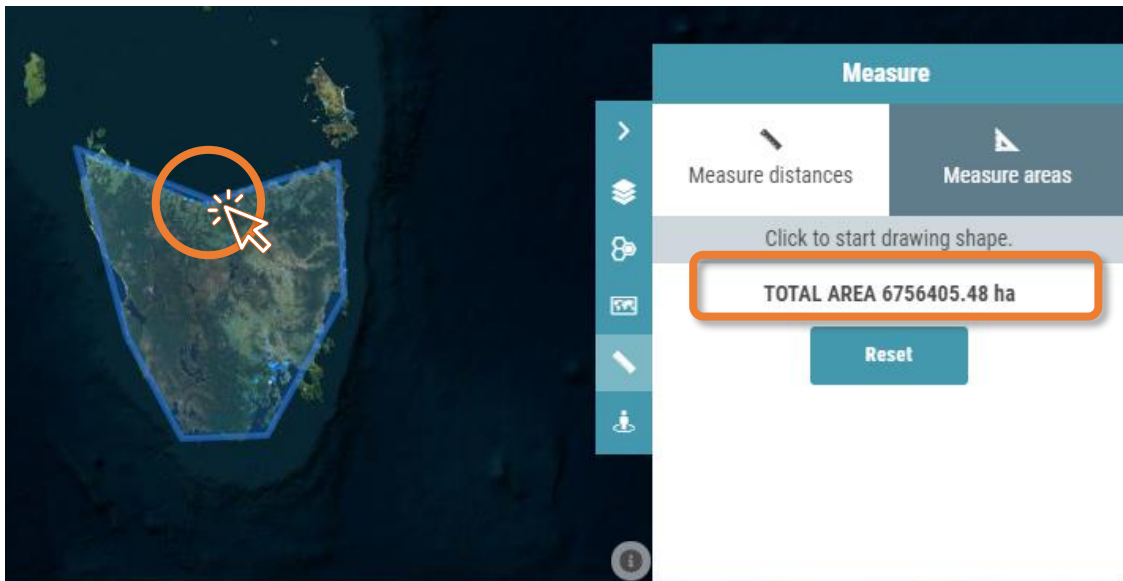 Measure
Measure distances
Measure areas
Click to start drawing shape.
TOTAL AREA 6756405.48 ha
Reset